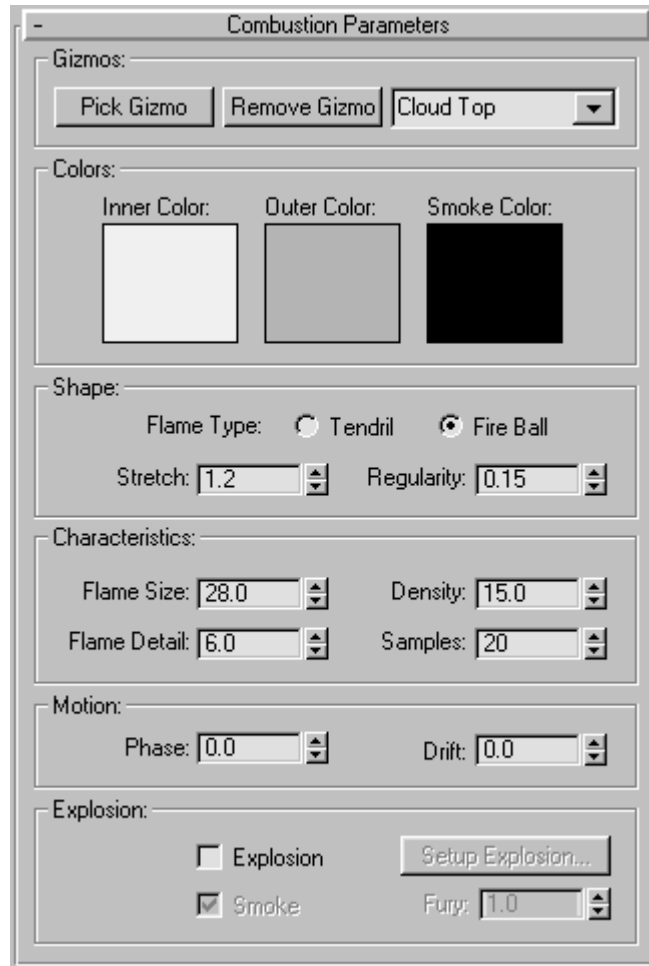 - Combustion Parameters
Gizmos:
Pick Gizmo Remove Gizmo Cloud Top
Colors:
Inner Color: Outer Color: Smoke Color:
Shape:
Flame Type: Tendril Fire Ball
Stretch: 1.2 Regularity: 0.15
Characteristics:
Flame Size: 28.0 Density: 15.0
Flame Detail: 6.0 Samples: 20
Motion:
Phase: 0.0 Drift: 0.0
Explosion:
Explosion Setup Explosion...
Smoke Fury: 1.0